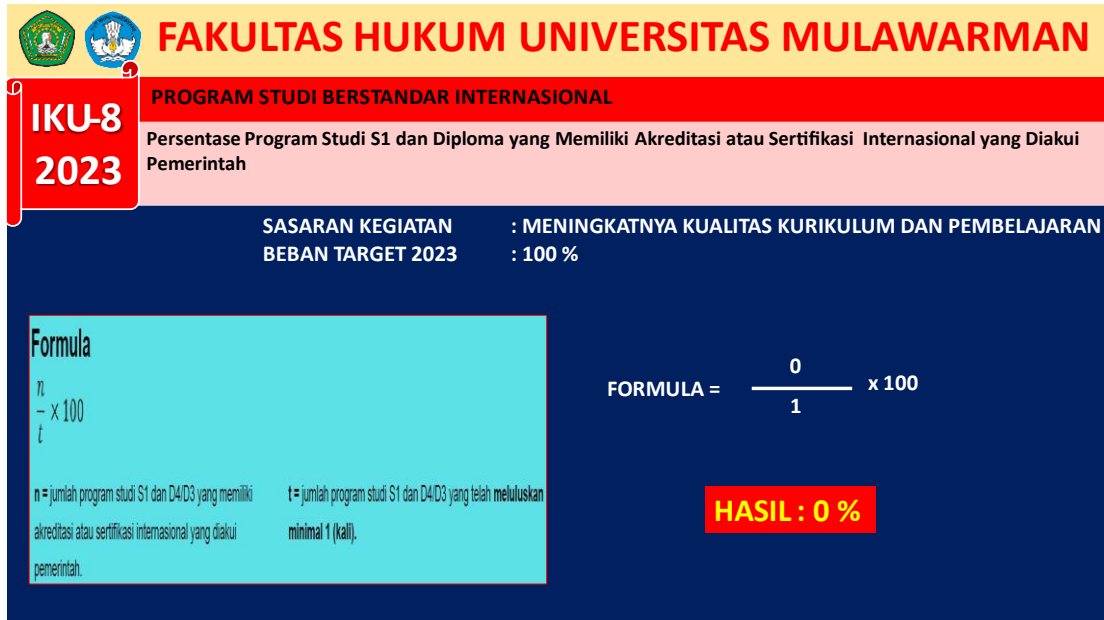 FAKULTAS HUKUM UNIVERSITAS MULAWARMAN
IKU-8
2023
PROGRAM STUDI BERSTANDAR INTERNASIONAL
Persentase Program Studi S1 dan Diploma yang Memiliki Akreditasi atau Sertifikasi Internasional yang Diakui
Pemerintah
SASARAN KEGIATAN : MENINGKATNYA KUALITAS KURIKULUM DAN PEMBELAJARAN
BEBAN TARGET 2023 : 100 %
Formula
n
— × 100
t
n = jumlah program studi S1 dan D4/D3 yang memiliki
akreditasi atau sertifikasi internasional yang diakui
pemerintah.
t = jumlah program studi S1 dan D4/D3 yang telah meluluskan
minimal 1 (kali).
0
FORMULA = ——— x 100
1
HASIL : 0 %